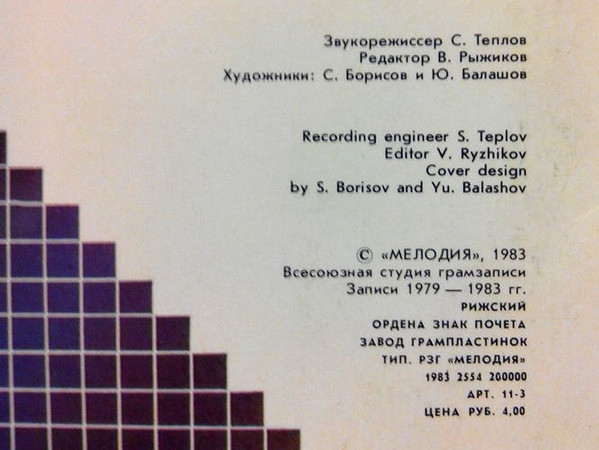 Звукорежиссер С. Теплов
Редактор В. Рыжиков
Художники: С. Борисов и Ю. Балашов
Recording engineer S. Teplov
Editor V. Ryzhikov
Cover design
by S. Borisov and Yu. Balashov
© «МЕЛОДИЯ», 1983
Всесоюзная студия грамзаписи
Записи 1979 — 1983 гг.
РИЖСКИЙ
ОРДЕНА ЗНАК ПОЧЕТА
ЗАВОД ГРАМПЛАСТИНОК
ТИП. РЗГ «МЕЛОДИЯ»
1983 2554 200000
АРТ. 11-3
ЦЕНА РУБ. 4,00